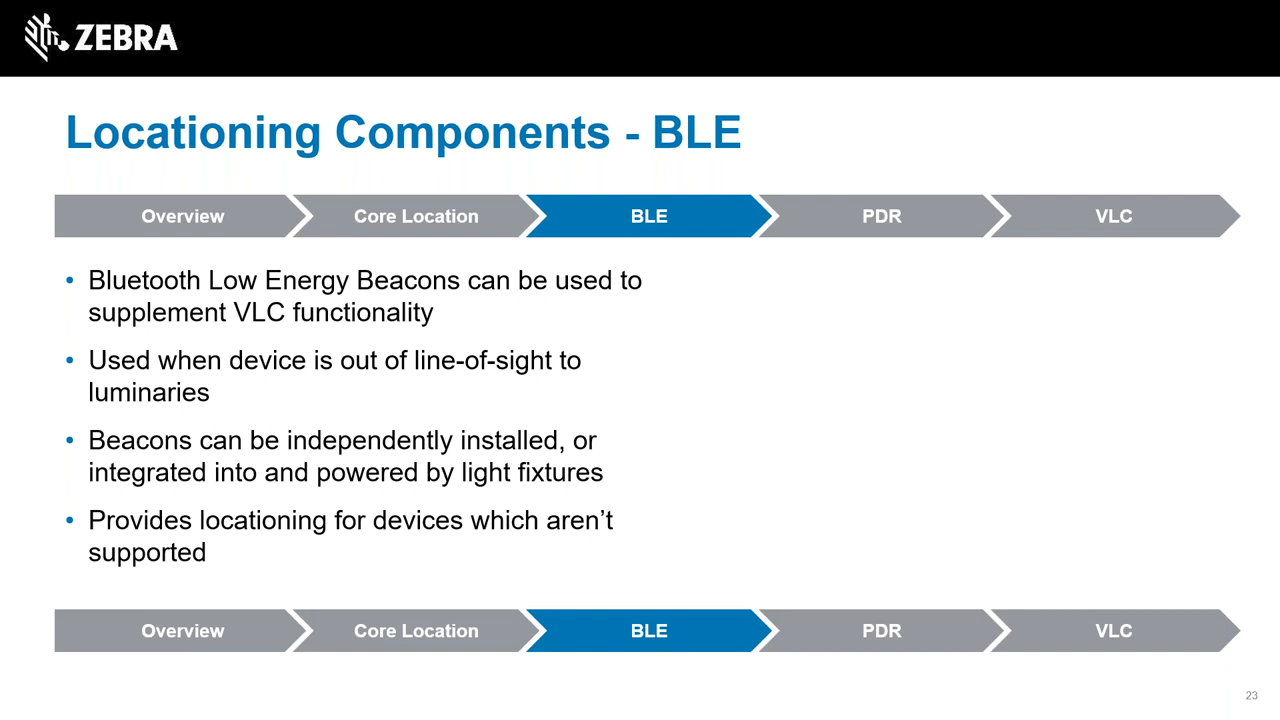 ZEBRA
Locationing Components - BLE
Overview
Core Location
BLE
PDR
VLC
• Bluetooth Low Energy Beacons can be used to
supplement VLC functionality
• Used when device is out of line-of-sight to
luminaries
• Beacons can be independently installed, or
integrated into and powered by light fixtures
• Provides locationing for devices which aren’t
supported
Overview
Core Location
BLE
PDR
VLC
23